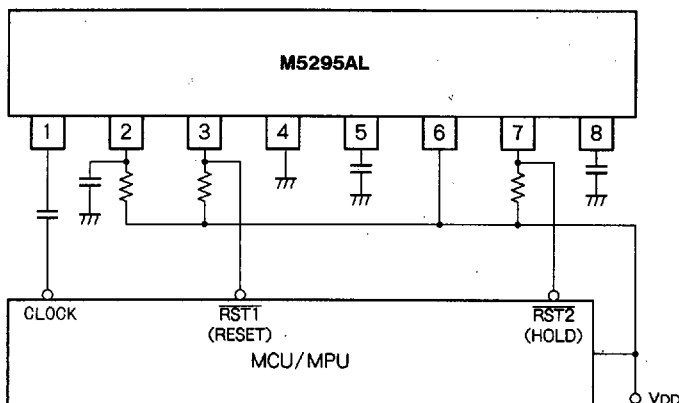 M5295AL
1 2 3 4 5 6 7 8
CLOCK
RST1
(RESET)
RST2
(HOLD)
MCU/MPU
VDD